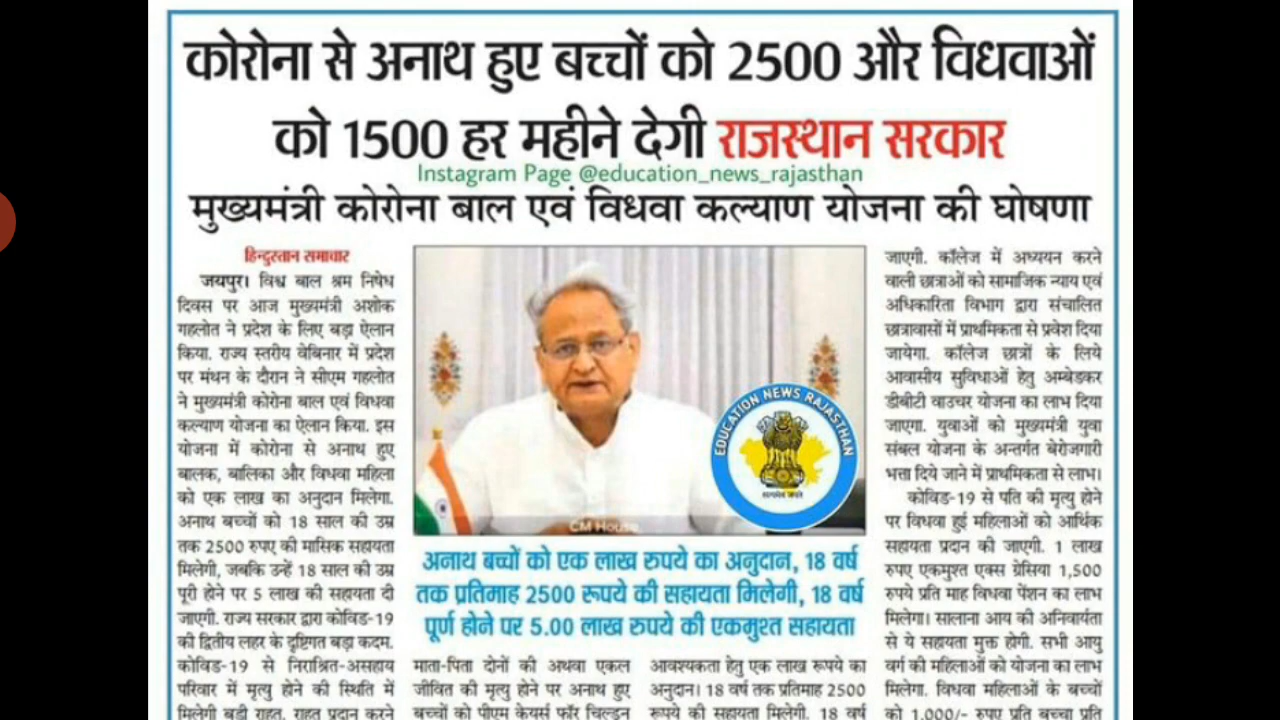 कोरोना से अनाथ हुए बच्चों को 2500 और विधवाओं
को 1500 हर महीने देगी राजस्थान सरकार
Instagram Page @education_news_rajasthan
मुख्यमंत्री कोरोना बाल एवं विधवा कल्याण योजना की घोषणा
हिन्दुस्तान समाचार
जयपुर। विश्व बाल श्रम निषेध
दिवस पर आज मुख्यमंत्री अशोक
गहलोत ने प्रदेश के लिए बड़ा ऐलान
किया. राज्य स्तरीय वेबिनार में प्रदेश
पर मंथन के दौरान ने सीएम गहलोत
ने मुख्यमंत्री कोरोना बाल एवं विधवा
कल्याण योजना का ऐलान किया. इस
योजना में कोरोना से अनाथ हुए
बालक, बालिका और विधवा महिला
को एक लाख का अनुदान मिलेगा.
अनाथ बच्चों को 18 साल की उम्र
तक 2500 रुपए की मासिक सहायता
मिलेगी, जबकि उन्हें 18 साल की उम्र
पूरी होने पर 5 लाख की सहायता दी
जाएगी. राज्य सरकार द्वारा कोविड-19
की द्वितीय लहर के दृष्टिगत बड़ा कदम.
कोविड-19 से निराश्रित-असहाय
परिवार में मृत्यु होने की स्थिति में
मिलेगी बड़ी राहत. राहत प्रदान करने
CM House
EDUCATION NEWS RAJASTHAN
सत्यमेव जयते
अनाथ बच्चों को एक लाख रुपये का अनुदान, 18 वर्ष
तक प्रतिमाह 2500 रूपये की सहायता मिलेगी, 18 वर्ष
पूर्ण होने पर 5.00 लाख रुपये की एकमुश्त सहायता
माता-पिता दोनों की अथवा एकल
जीवित की मृत्यु होने पर अनाथ हुए
बच्चों को पीएम केयर्स फॉर चिल्ड्रन
आवश्यकता हेतु एक लाख रूपये का
अनुदान। 18 वर्ष तक प्रतिमाह 2500
रूपये की सहायता मिलेगी. 18 वर्ष
जाएगी. कॉलेज में अध्ययन करने
वाली छात्राओं को सामाजिक न्याय एवं
अधिकारिता विभाग द्वारा संचालित
छात्रावासों में प्राथमिकता से प्रवेश दिया
जायेगा. कॉलेज छात्रों के लिये
आवासीय सुविधाओं हेतु अम्बेडकर
डीबीटी वाउचर योजना का लाभ दिया
जाएगा. युवाओं को मुख्यमंत्री युवा
संबल योजना के अन्तर्गत बेरोजगारी
भत्ता दिये जाने में प्राथमिकता से लाभ।
कोविड-19 से पति की मृत्यु होने
पर विधवा हुई महिलाओं को आर्थिक
सहायता प्रदान की जाएगी. 1 लाख
रुपए एकमुश्त एक्स ग्रेसिया 1,500
रुपये प्रति माह विधवा पेंशन का लाभ
मिलेगा। सालाना आय की अनिवार्यता
से ये सहायता मुक्त होगी. सभी आयु
वर्ग की महिलाओं को योजना का लाभ
मिलेगा. विधवा महिलाओं के बच्चों
को 1,000/- रुपए प्रति बच्चा प्रति